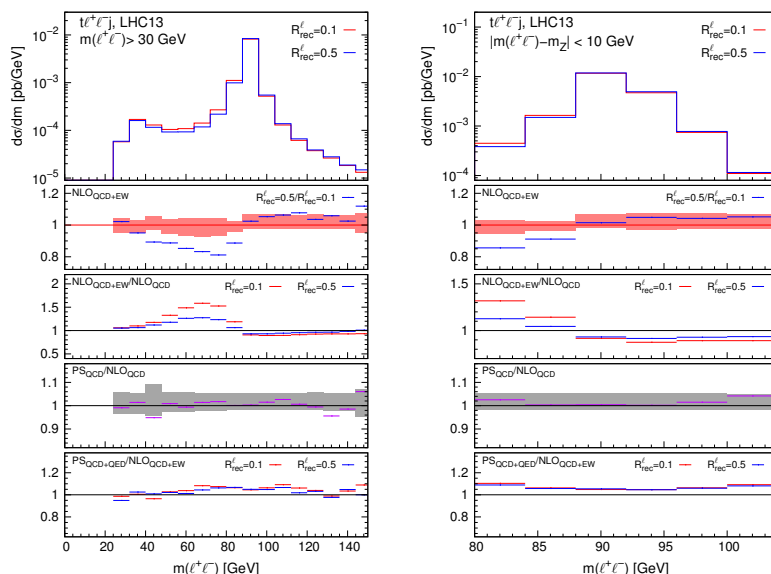 tℓ⁺ℓ⁻j, LHC13
m(ℓ⁺ℓ⁻)> 30 GeV
R^ℓ_rec=0.1
R^ℓ_rec=0.5
dσ/dm [pb/GeV]
10⁻²
10⁻³
10⁻⁴
10⁻⁵
NLO_QCD+EW
R^ℓ_rec=0.5/R^ℓ_rec=0.1
1.2
1
0.8
NLO_QCD+EW/NLO_QCD
R^ℓ_rec=0.1 R^ℓ_rec=0.5
2
1.5
1
0.5
PS_QCD/NLO_QCD
1.1
1
0.9
PS_QCD+QED/NLO_QCD+EW
R^ℓ_rec=0.1 R^ℓ_rec=0.5
1.2
1
0.8
0 20 40 60 80 100 120 140
m(ℓ⁺ℓ⁻) [GeV]
tℓ⁺ℓ⁻j, LHC13
|m(ℓ⁺ℓ⁻)−m_Z| < 10 GeV
R^ℓ_rec=0.1
R^ℓ_rec=0.5
dσ/dm [pb/GeV]
10⁻¹
10⁻²
10⁻³
10⁻⁴
NLO_QCD+EW
R^ℓ_rec=0.5/R^ℓ_rec=0.1
1.2
1
0.8
NLO_QCD+EW/NLO_QCD
R^ℓ_rec=0.1 R^ℓ_rec=0.5
1.5
1
PS_QCD/NLO_QCD
1.1
1
0.9
PS_QCD+QED/NLO_QCD+EW
R^ℓ_rec=0.1 R^ℓ_rec=0.5
1.2
1
0.8
80 85 90 95 100
m(ℓ⁺ℓ⁻) [GeV]